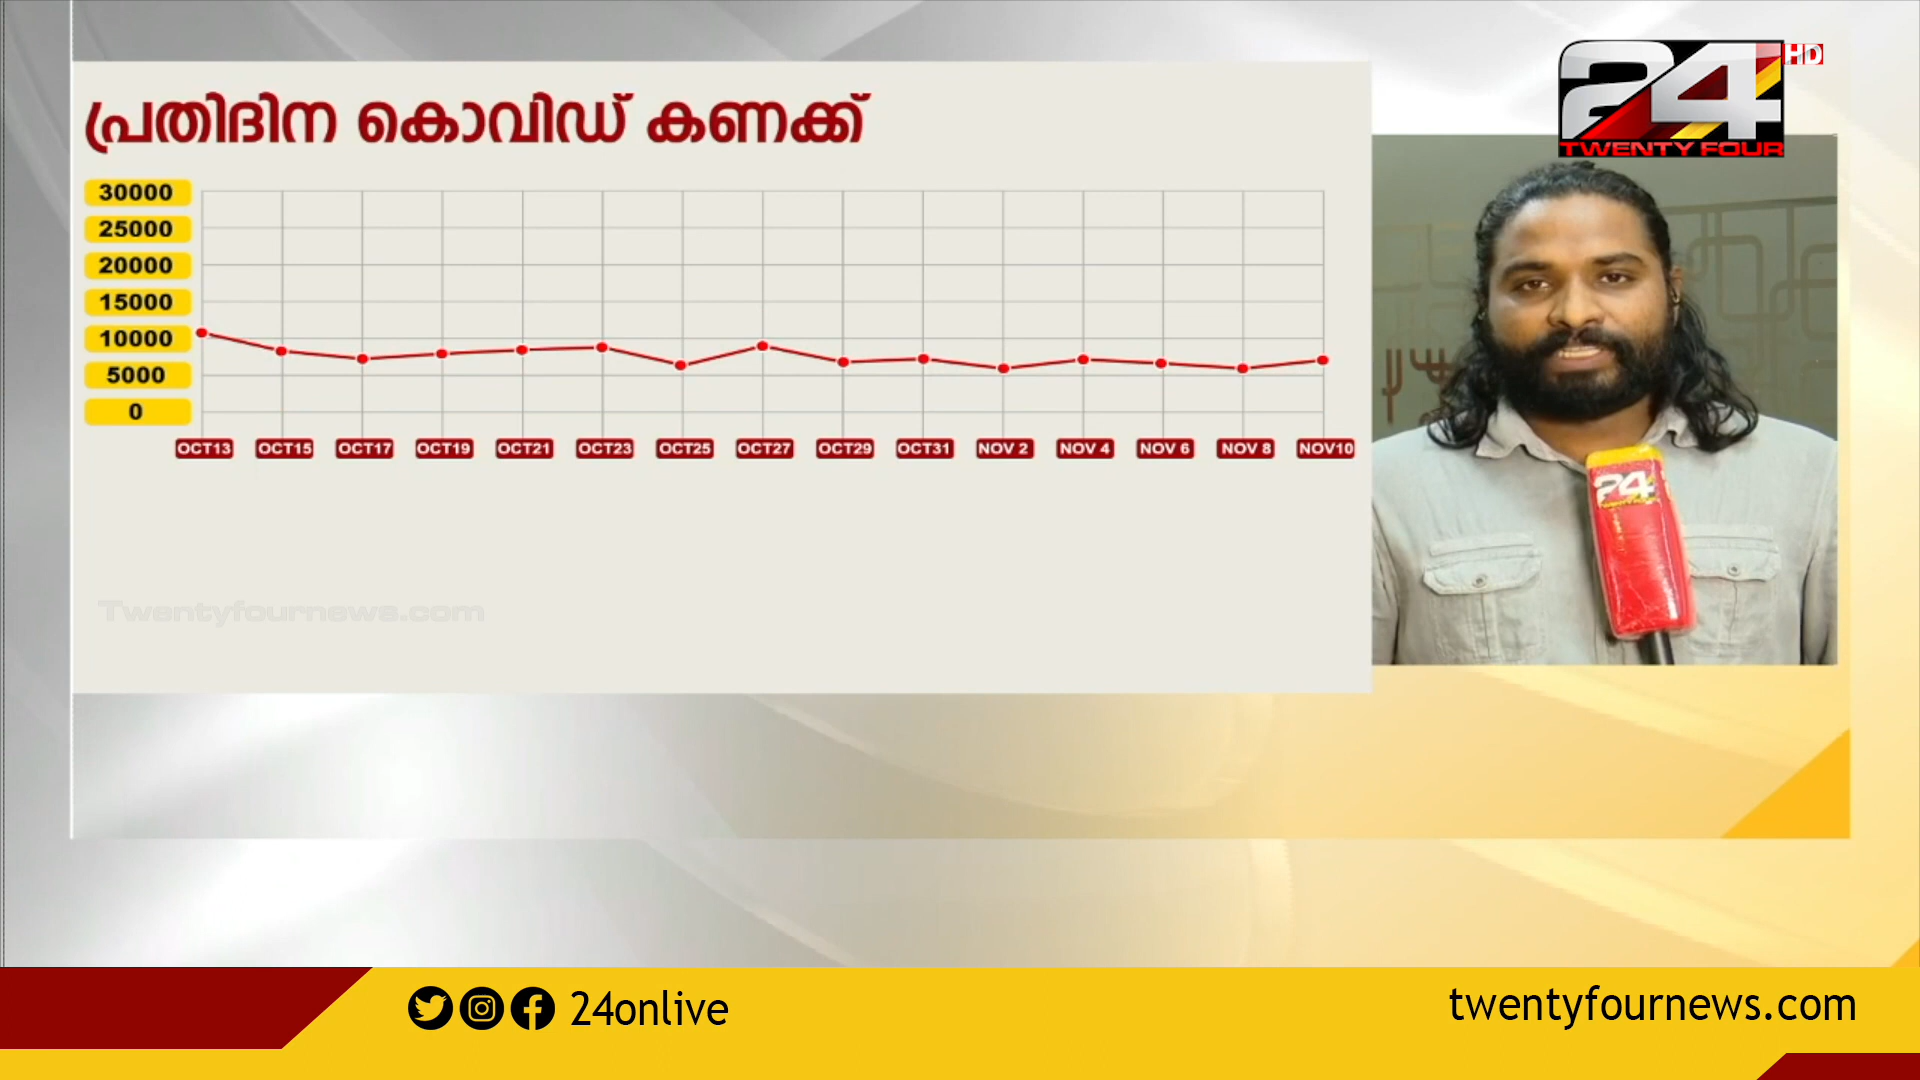 പ്രതിദിന കൊവിഡ് കണക്ക്
24 HD
TWENTY FOUR
30000
25000
20000
15000
10000
5000
0
OCT13 OCT15 OCT17 OCT19 OCT21 OCT23 OCT25 OCT27 OCT29 OCT31 NOV 2 NOV 4 NOV 6 NOV 8 NOV10
24
Twentyfournews.com
24onlive
twentyfournews.com